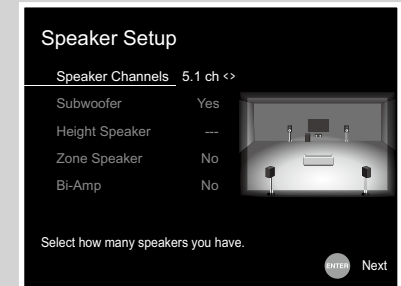 Speaker Setup
Speaker Channels 5.1 ch <>
Subwoofer Yes
Height Speaker ---
Zone Speaker No
Bi-Amp No
Select how many speakers you have.
ENTER Next